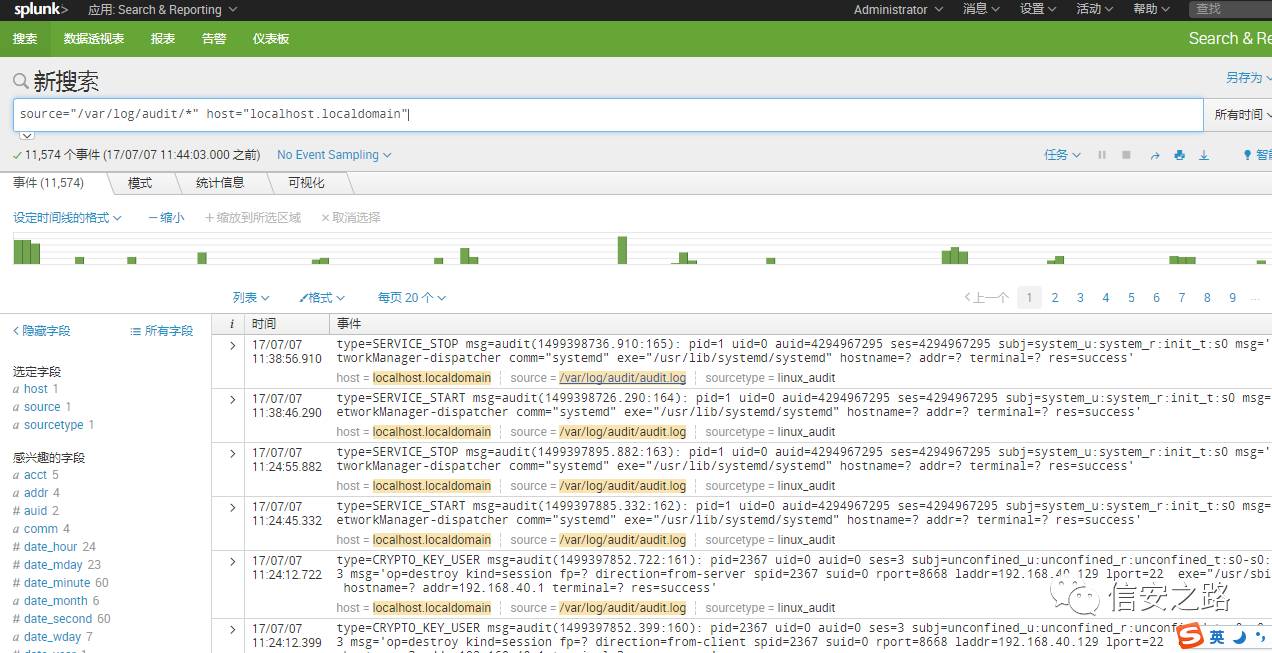 splunk> 应用: Search & Reporting Administrator 消息 设置 活动 帮助 查找
搜索 数据透视表 报表 告警 仪表板 Search & Re
新搜索 另存为
source="/var/log/audit/*" host="localhost.localdomain" 所有时间
11,574 个事件 (17/07/07 11:44:03.000 之前) No Event Sampling 任务 智能
事件 (11,574) 模式 统计信息 可视化
设定时间线的格式 — 缩小 + 缩放到所选区域 × 取消选择
列表 格式 每页 20 个 < 上一个 1 2 3 4 5 6 7 8 9 ...
< 隐藏字段 所有字段
选定字段
a host 1
a source 1
a sourcetype 1
感兴趣的字段
a acct 5
a addr 4
# auid 2
a comm 4
# date_hour 24
# date_mday 23
# date_minute 60
a date_month 6
# date_second 60
a date_wday 7
i 时间 事件
> 17/07/07 type=SERVICE_STOP msg=audit(1499398736.910:165): pid=1 uid=0 auid=4294967295 ses=4294967295 subj=system_u:system_r:init_t:s0 msg='
11:38:56.910 tworkManager-dispatcher comm="systemd" exe="/usr/lib/systemd/systemd" hostname=? addr=? terminal=? res=success'
host = localhost.localdomain source = /var/log/audit/audit.log sourcetype = linux_audit
> 17/07/07 type=SERVICE_START msg=audit(1499398726.290:164): pid=1 uid=0 auid=4294967295 ses=4294967295 subj=system_u:system_r:init_t:s0 msg=
11:38:46.290 etworkManager-dispatcher comm="systemd" exe="/usr/lib/systemd/systemd" hostname=? addr=? terminal=? res=success'
host = localhost.localdomain source = /var/log/audit/audit.log sourcetype = linux_audit
> 17/07/07 type=SERVICE_STOP msg=audit(1499397895.882:163): pid=1 uid=0 auid=4294967295 ses=4294967295 subj=system_u:system_r:init_t:s0 msg='
11:24:55.882 tworkManager-dispatcher comm="systemd" exe="/usr/lib/systemd/systemd" hostname=? addr=? terminal=? res=success'
host = localhost.localdomain source = /var/log/audit/audit.log sourcetype = linux_audit
> 17/07/07 type=SERVICE_START msg=audit(1499397885.332:162): pid=1 uid=0 auid=4294967295 ses=4294967295 subj=system_u:system_r:init_t:s0 msg=
11:24:45.332 etworkManager-dispatcher comm="systemd" exe="/usr/lib/systemd/systemd" hostname=? addr=? terminal=? res=success'
host = localhost.localdomain source = /var/log/audit/audit.log sourcetype = linux_audit
> 17/07/07 type=CRYPTO_KEY_USER msg=audit(1499397852.722:161): pid=2367 uid=0 auid=0 ses=3 subj=unconfined_u:unconfined_r:unconfined_t:s0-s0:
11:24:12.722 3 msg='op=destroy kind=session fp=? direction=from-server spid=2367 suid=0 rport=8668 laddr=192.168.40.129 lport=22 exe="/usr/sbi
hostname=? addr=192.168.40.1 terminal=? res=success'
host = localhost.localdomain source = /var/log/audit/audit.log sourcetype = linux_audit
> 17/07/07 type=CRYPTO_KEY_USER msg=audit(1499397852.399:160): pid=2367 uid=0 auid=0 ses=3 subj=unconfined_u:unconfined_r:unconfined_t:s0-s0:
11:24:12.399 3 msg='op=destroy kind=session fp=? direction=from-client spid=2367 suid=0 rport=8668 laddr=192.168.40.129 lport=22
信安之路
S 英